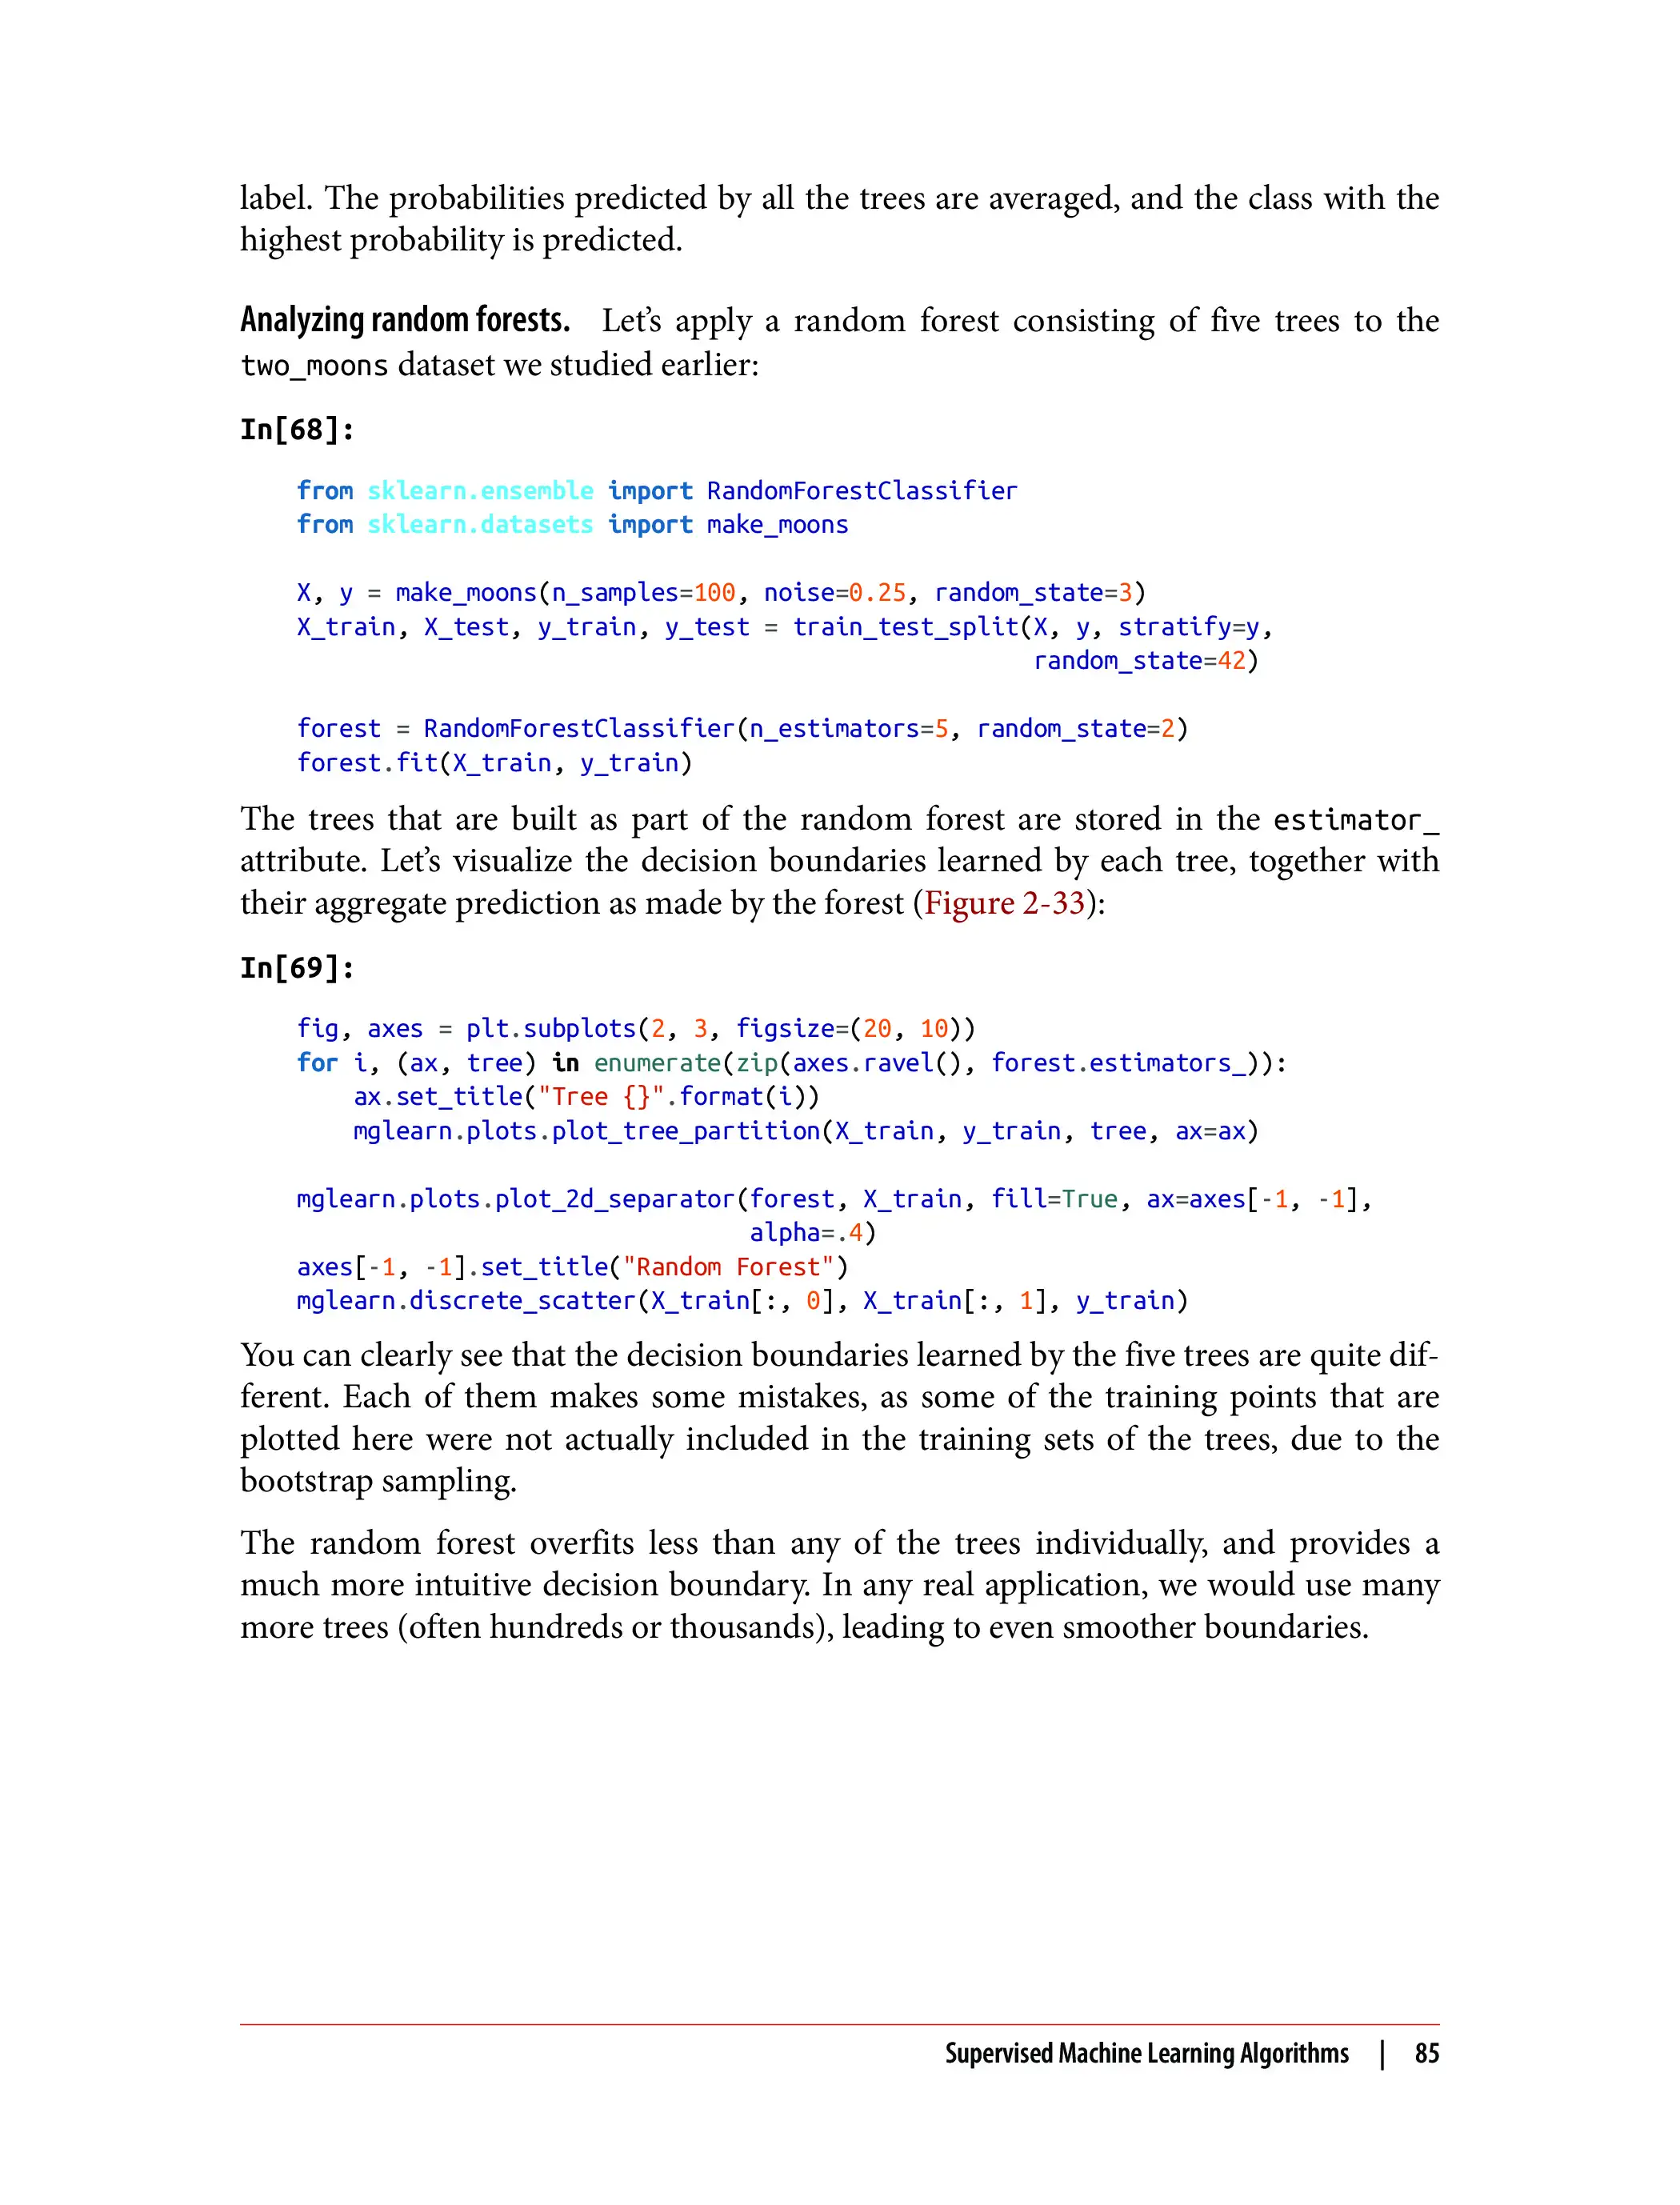 label. The probabilities predicted by all the trees are averaged, and the class with the
highest probability is predicted.
Analyzing random forests. Let’s apply a random forest consisting of five trees to the
two_moons dataset we studied earlier:
In[68]:
from sklearn.ensemble import RandomForestClassifier
from sklearn.datasets import make_moons
X, y = make_moons(n_samples=100, noise=0.25, random_state=3)
X_train, X_test, y_train, y_test = train_test_split(X, y, stratify=y,
random_state=42)
forest = RandomForestClassifier(n_estimators=5, random_state=2)
forest.fit(X_train, y_train)
The trees that are built as part of the random forest are stored in the estimator_
attribute. Let’s visualize the decision boundaries learned by each tree, together with
their aggregate prediction as made by the forest (Figure 2-33):
In[69]:
fig, axes = plt.subplots(2, 3, figsize=(20, 10))
for i, (ax, tree) in enumerate(zip(axes.ravel(), forest.estimators_)):
    ax.set_title("Tree {}".format(i))
    mglearn.plots.plot_tree_partition(X_train, y_train, tree, ax=ax)
mglearn.plots.plot_2d_separator(forest, X_train, fill=True, ax=axes[-1, -1],
alpha=.4)
axes[-1, -1].set_title("Random Forest")
mglearn.discrete_scatter(X_train[:, 0], X_train[:, 1], y_train)
You can clearly see that the decision boundaries learned by the five trees are quite dif-
ferent. Each of them makes some mistakes, as some of the training points that are
plotted here were not actually included in the training sets of the trees, due to the
bootstrap sampling.
The random forest overfits less than any of the trees individually, and provides a
much more intuitive decision boundary. In any real application, we would use many
more trees (often hundreds or thousands), leading to even smoother boundaries.
Supervised Machine Learning Algorithms | 85